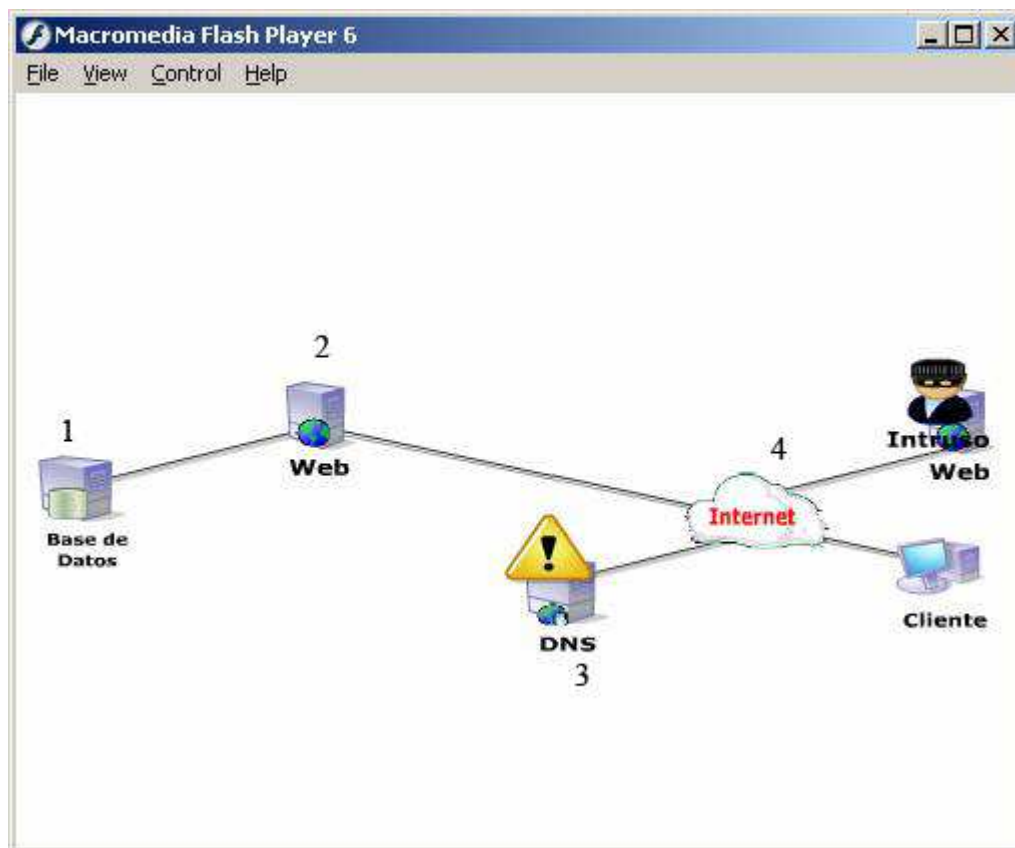 Macromedia Flash Player 6
File View Control Help
2
Web
1
Base de
Datos
4
Internet
Intruso
Web
DNS
3
Cliente